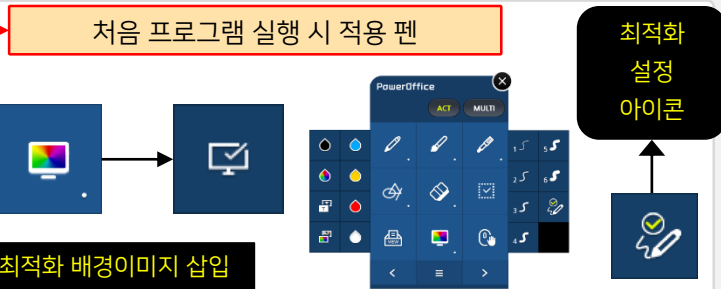 처음 프로그램 실행 시 적용 펜
최적화
설정
아이콘
PowerOffice
ACT
MULTI
1
5
2
6
3
4
VIEW
최적화 배경이미지 삽입